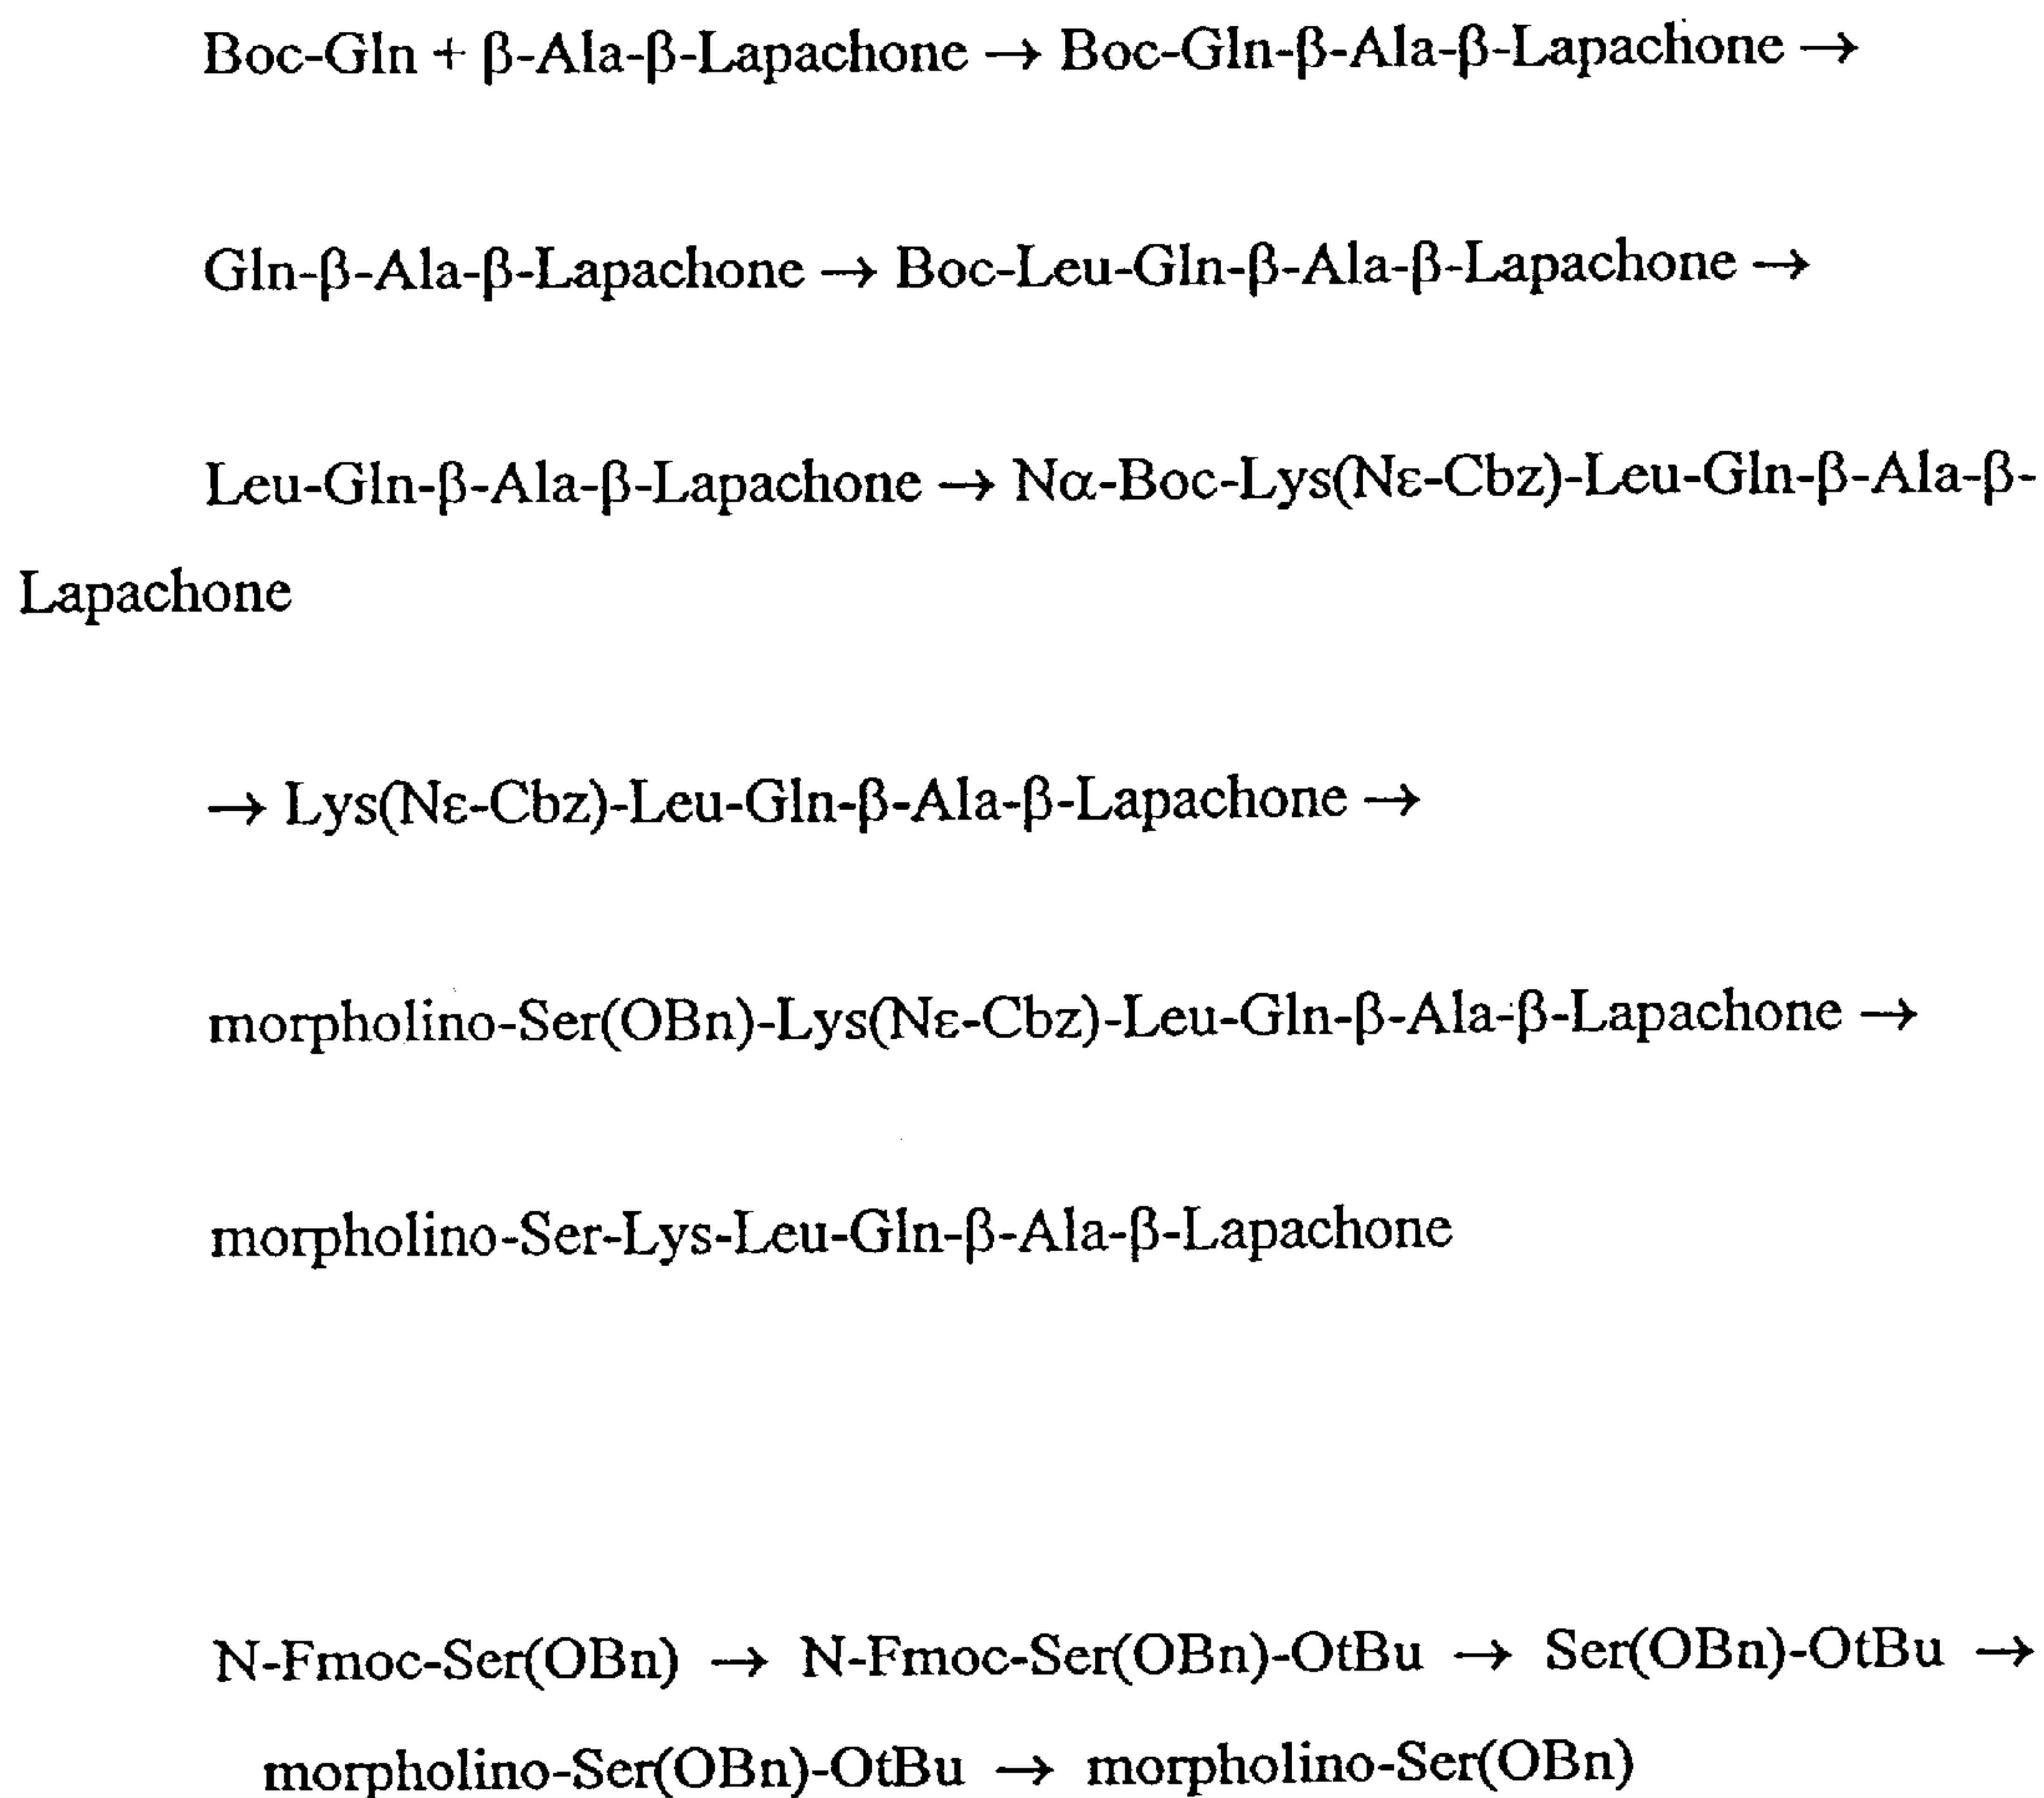 Boc-Gln + β-Ala-β-Lapachone → Boc-Gln-β-Ala-β-Lapachone →
Gln-β-Ala-β-Lapachone → Boc-Leu-Gln-β-Ala-β-Lapachone →
Leu-Gln-β-Ala-β-Lapachone → Nα-Boc-Lys(Nε-Cbz)-Leu-Gln-β-Ala-β-
Lapachone
→ Lys(Nε-Cbz)-Leu-Gln-β-Ala-β-Lapachone →
morpholino-Ser(OBn)-Lys(Nε-Cbz)-Leu-Gln-β-Ala-β-Lapachone →
morpholino-Ser-Lys-Leu-Gln-β-Ala-β-Lapachone
N-Fmoc-Ser(OBn) → N-Fmoc-Ser(OBn)-OtBu → Ser(OBn)-OtBu →
morpholino-Ser(OBn)-OtBu → morpholino-Ser(OBn)